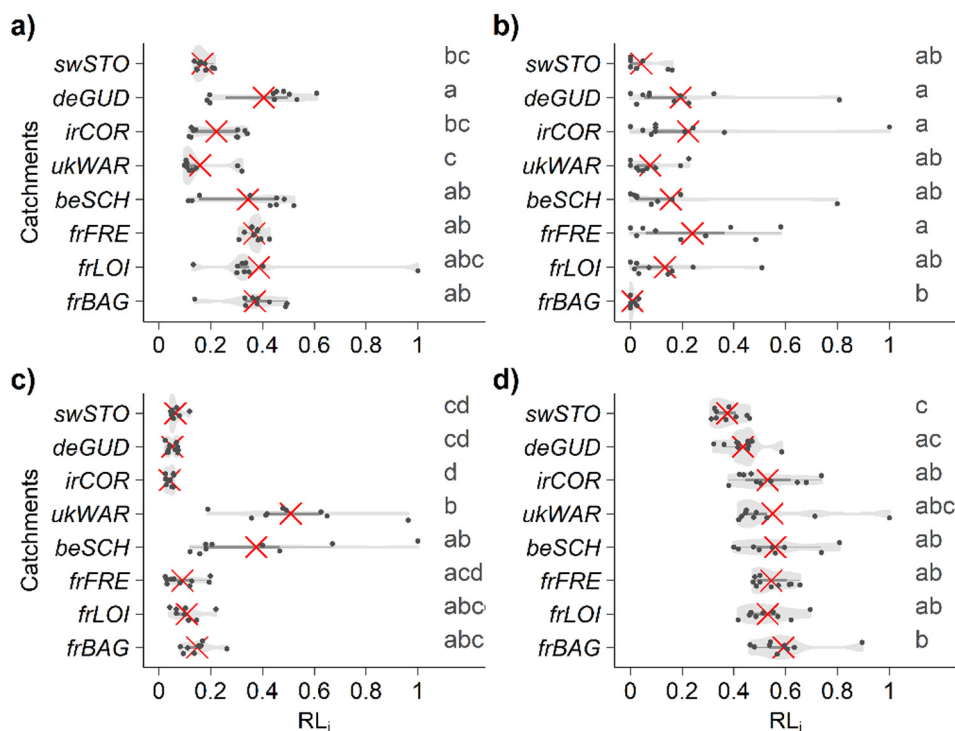 a)
Catchments
swSTO bc
deGUD a
irCOR bc
ukWAR c
beSCH ab
frFRE ab
frLOI abc
frBAG ab
0 0.2 0.4 0.6 0.8 1
b)
swSTO ab
deGUD a
irCOR a
ukWAR ab
beSCH ab
frFRE a
frLOI ab
frBAG b
0 0.2 0.4 0.6 0.8 1
c)
Catchments
swSTO cd
deGUD cd
irCOR d
ukWAR b
beSCH ab
frFRE acd
frLOI abc
frBAG abc
0 0.2 0.4 0.6 0.8 1
RLi
d)
swSTO c
deGUD ac
irCOR ab
ukWAR abc
beSCH ab
frFRE ab
frLOI ab
frBAG b
0 0.2 0.4 0.6 0.8 1
RLi